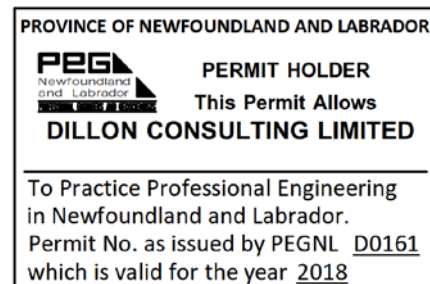 PROVINCE OF NEWFOUNDLAND AND LABRADOR
PEG
Newfoundland
and Labrador
PERMIT HOLDER
This Permit Allows
DILLON CONSULTING LIMITED
To Practice Professional Engineering
in Newfoundland and Labrador.
Permit No. as issued by PEGNL D0161
which is valid for the year 2018